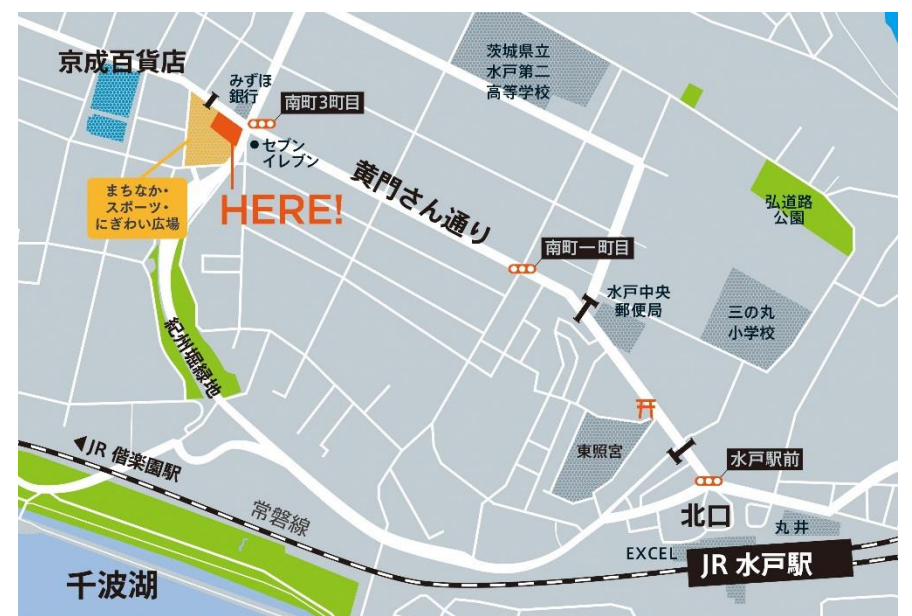 京成百貨店
みずほ
銀行
南町3町目
セブン
イレブン
まちなか・
スポーツ・
にぎわい広場
HERE!
茨城県立
水戸第二
高等学校
黄門さん通り
弘道路
公園
南町一町目
水戸中央
郵便局
三の丸
小学校
紀州堀緑地
東照宮
水戸駅前
JR 偕楽園駅
常磐線
北口
丸井
EXCEL
JR 水戸駅
千波湖